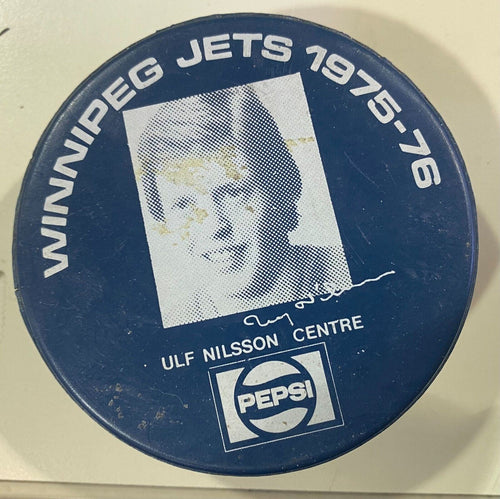 WINNIPEG JETS 1975-76
ULF NILSSON CENTRE
PEPSI